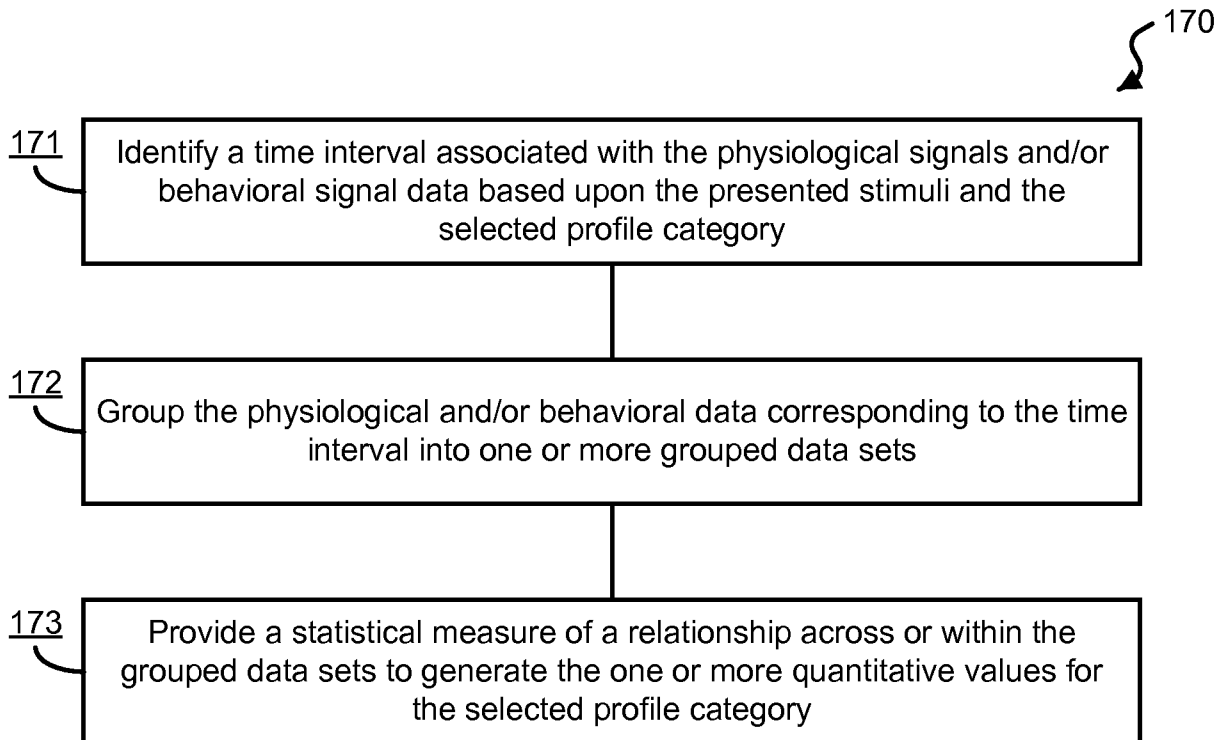 170
171
Identify a time interval associated with the physiological signals and/or
behavioral signal data based upon the presented stimuli and the
selected profile category
172
Group the physiological and/or behavioral data corresponding to the time
interval into one or more grouped data sets
173
Provide a statistical measure of a relationship across or within the
grouped data sets to generate the one or more quantitative values for
the selected profile category